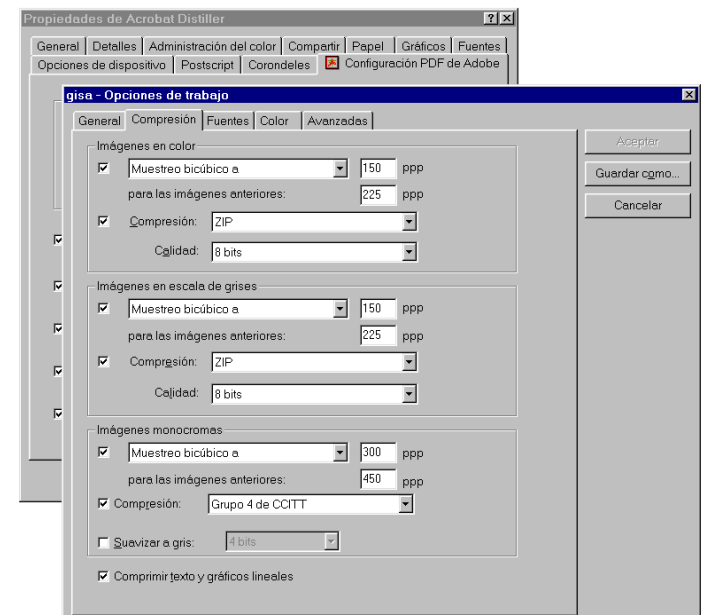 Propiedades de Acrobat Distiller
General Detalles Administración del color Compartir Papel Gráficos Fuentes
Opciones de dispositivo Postscript Corondeles Configuración PDF de Adobe
gisa - Opciones de trabajo
General Compresión Fuentes Color Avanzadas
Imágenes en color
Muestreo bicúbico a 150 ppp
para las imágenes anteriores: 225 ppp
Compresión: ZIP
Calidad: 8 bits
Imágenes en escala de grises
Muestreo bicúbico a 150 ppp
para las imágenes anteriores: 225 ppp
Compresión: ZIP
Calidad: 8 bits
Imágenes monocromas
Muestreo bicúbico a 300 ppp
para las imágenes anteriores: 450 ppp
Compresión: Grupo 4 de CCITT
Suavizar a gris: 4 bits
Comprimir texto y gráficos lineales
Aceptar
Guardar como...
Cancelar